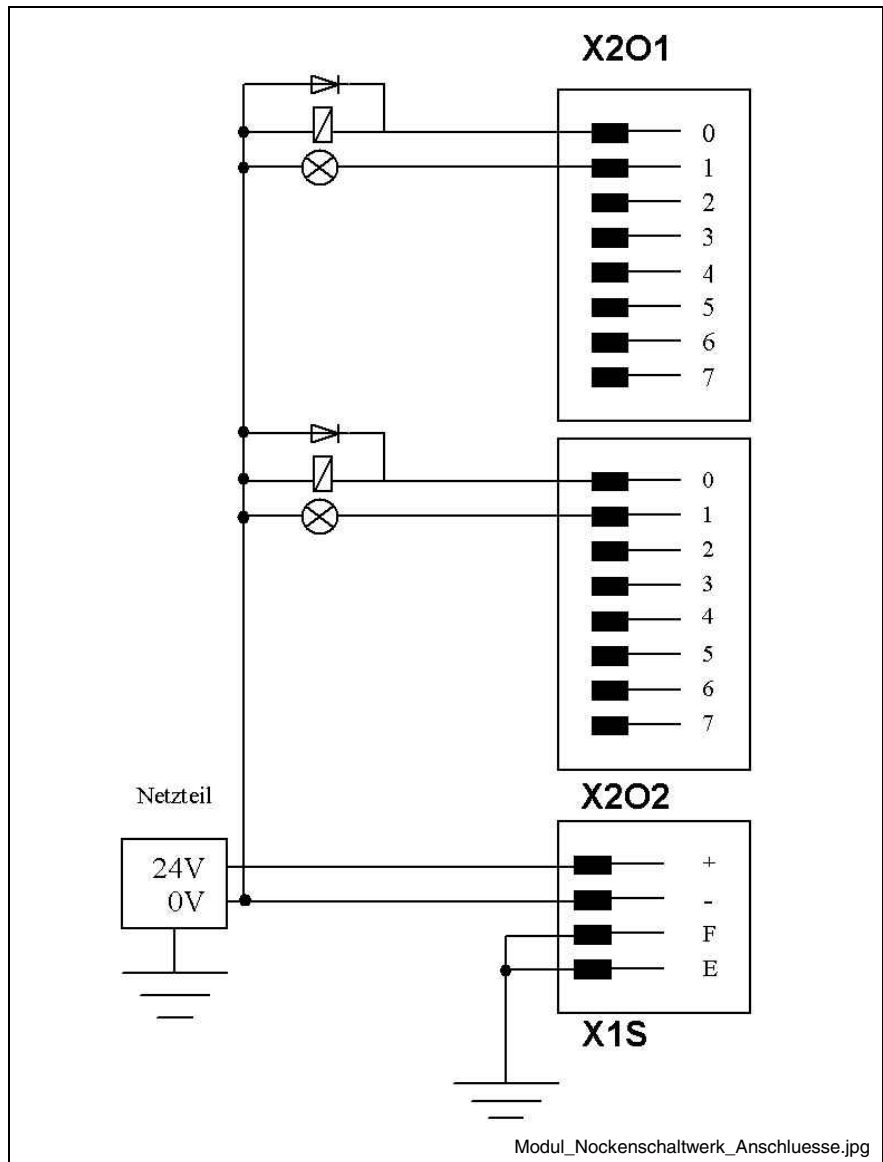 X2O1
0
1
2
3
4
5
6
7
0
1
2
3
4
5
6
7
X2O2
Netzteil
24V
0V
+
-
F
E
X1S
Modul_Nockenschaltwerk_Anschluesse.jpg